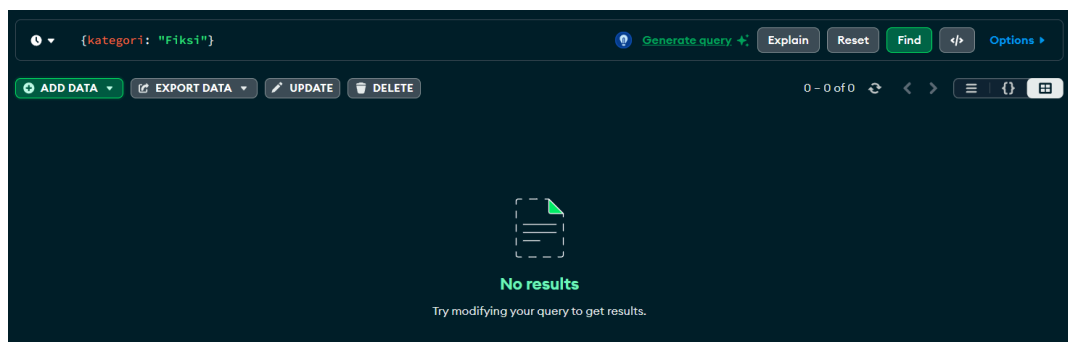 {kategori: "Fiksi"} Generate query Explain Reset Find </> Options
ADD DATA EXPORT DATA UPDATE DELETE 0 – 0 of 0 {}
No results
Try modifying your query to get results.